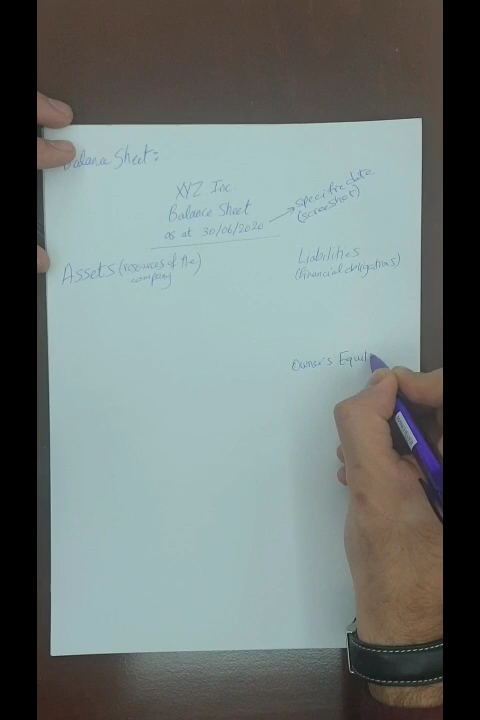 Balance Sheet:
XYZ Inc.
Balance Sheet
as at 30/06/2020
specific date
(screeshot)
Assets (resources of the
company)
Liabilities
(financial obligations)
Owner's Equit